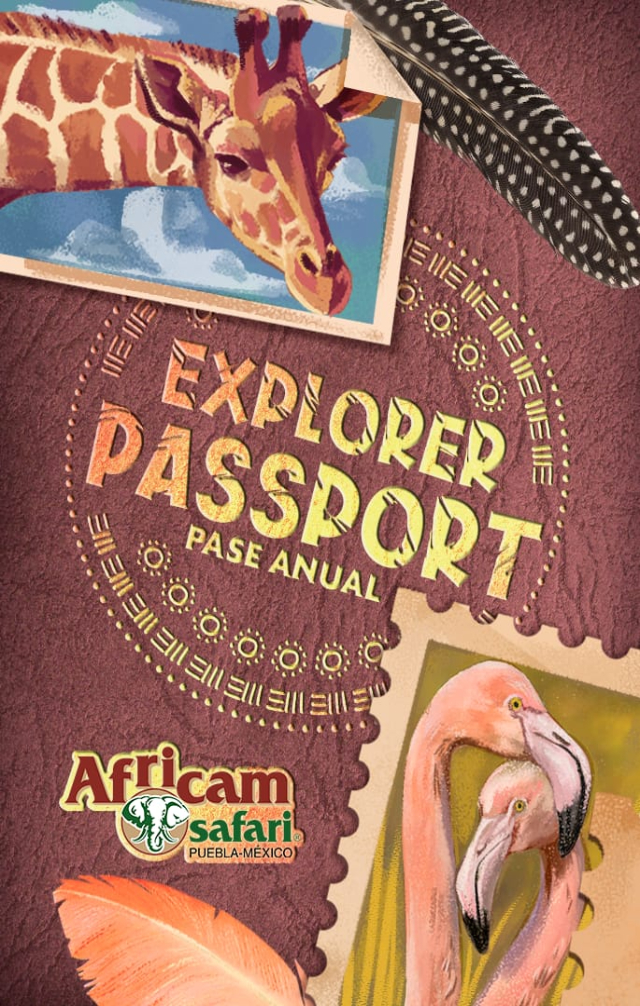 EXPLORER
PASSPORT
PASE ANUAL
Africam
safari®
PUEBLA-MÉXICO